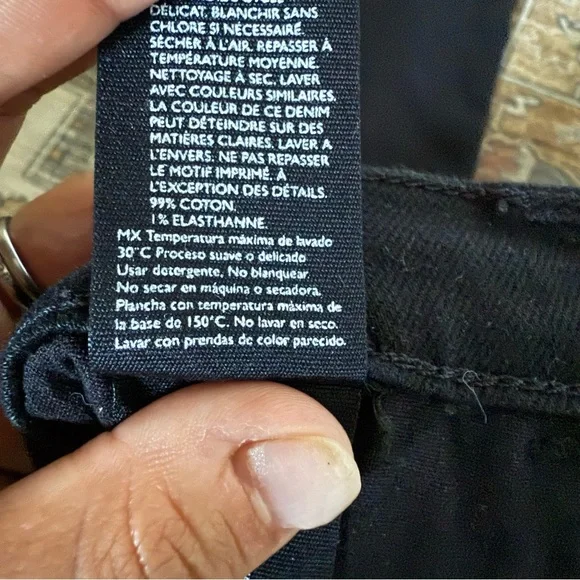 DÉLICAT. BLANCHIR SANS
CHLORE SI NÉCESSAIRE.
SÉCHER À L'AIR. REPASSER À
TEMPÉRATURE MOYENNE.
NETTOYAGE À SEC. LAVER
AVEC COULEURS SIMILAIRES.
LA COULEUR DE CE DENIM
PEUT DÉTEINDRE SUR DES
MATIÈRES CLAIRES. LAVER À
L'ENVERS. NE PAS REPASSER
LE MOTIF IMPRIMÉ. À
L'EXCEPTION DES DÉTAILS.
99% COTON.
1% ELASTHANNE.
MX Temperatura máxima de lavado
30°C Proceso suave o delicado
Usar detergente. No blanquear.
No secar en máquina o secadora.
Plancha con temperatura máxima de
la base de 150°C. No lavar en seco.
Lavar con prendas de color parecido.